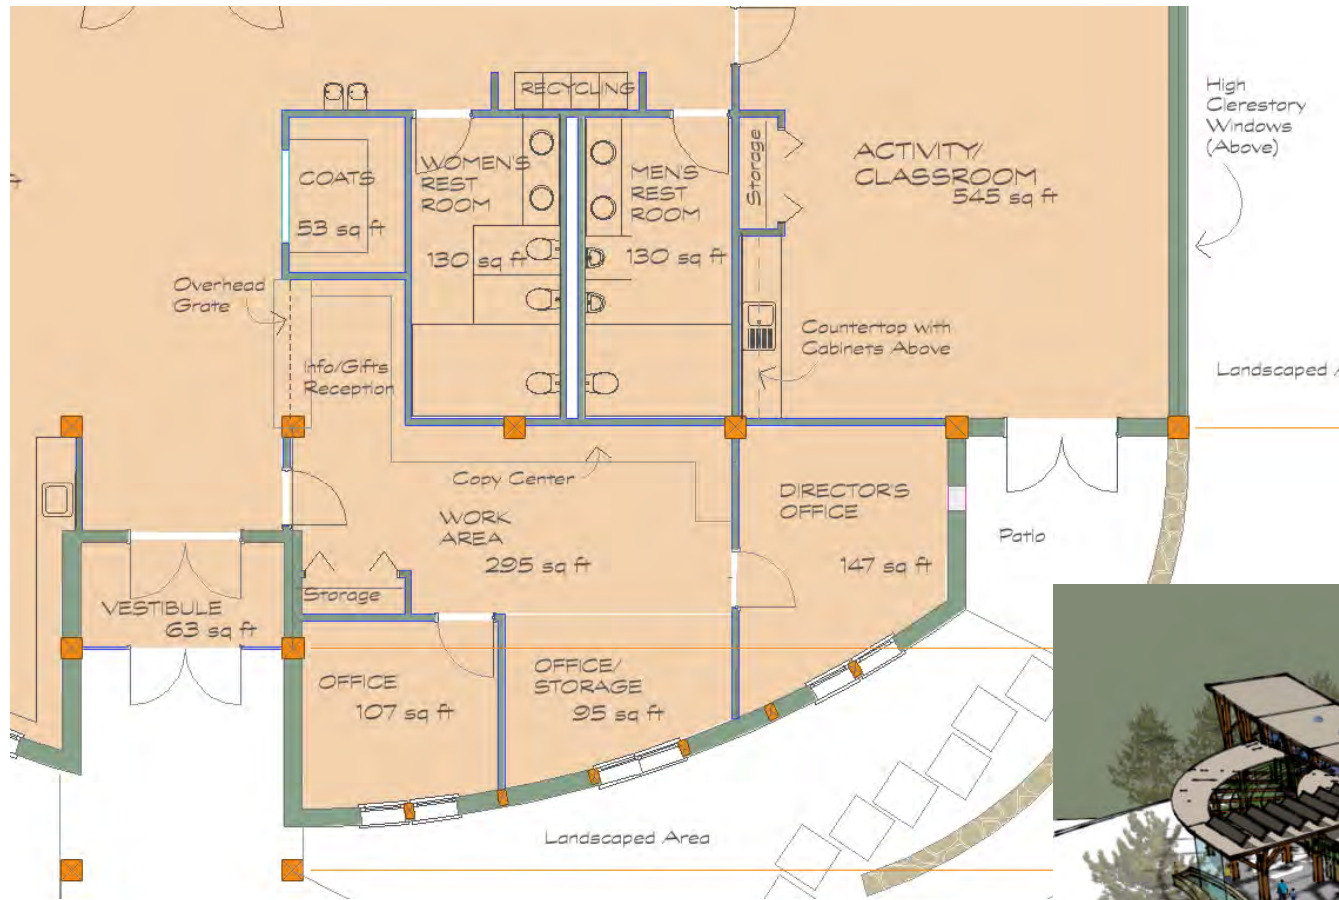 RECYCLING
High
Clerestory
Windows
(Above)
COATS
53 sq ft
WOMEN'S
REST
ROOM
130 sq ft
MEN'S
REST
ROOM
130 sq ft
Storage
ACTIVITY/
CLASSROOM
545 sq ft
Overhead
Grate
Info/Gifts
Reception
Countertop with
Cabinets Above
Landscaped
Copy Center
WORK
AREA
295 sq ft
DIRECTOR'S
OFFICE
147 sq ft
Patio
Storage
VESTIBULE
63 sq ft
OFFICE
107 sq ft
OFFICE/
STORAGE
95 sq ft
Landscaped Area